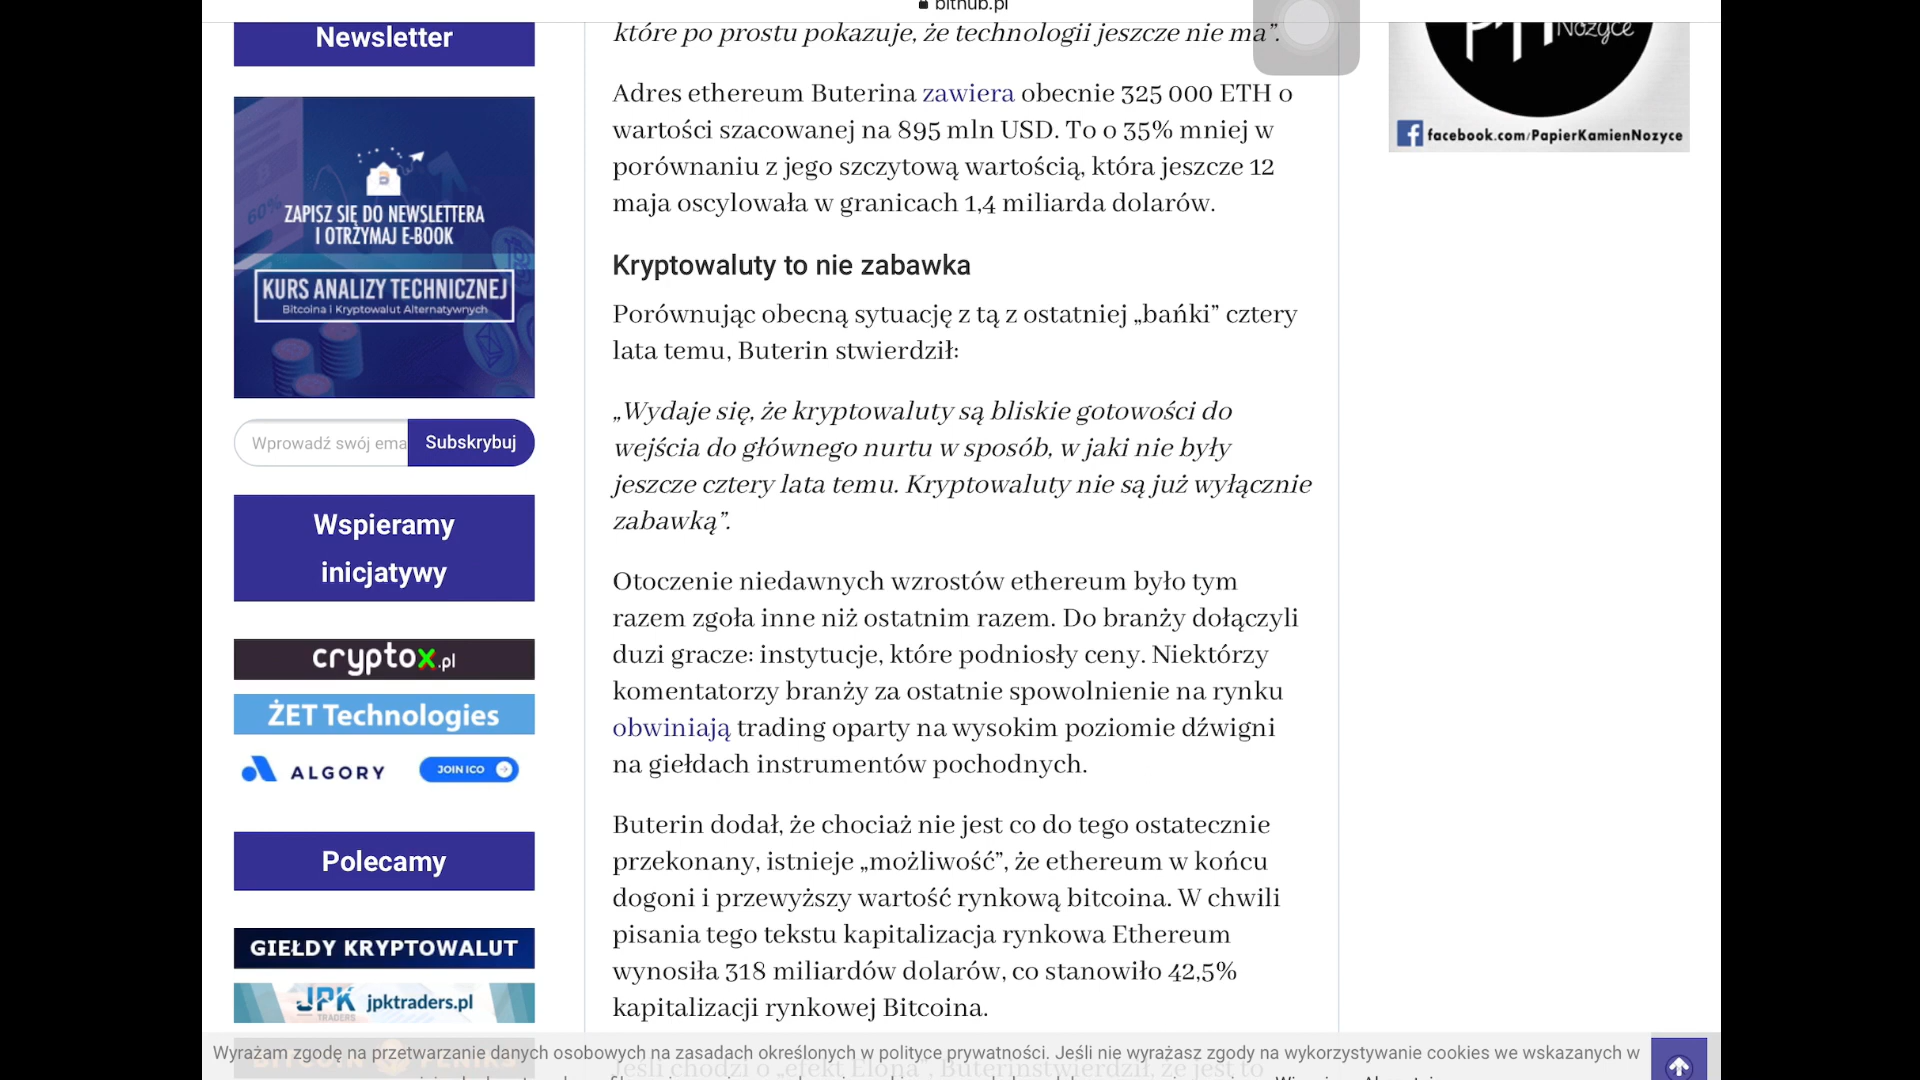 bithub.pl
Newsletter
ZAPISZ SIĘ DO NEWSLETTERA
I OTRZYMAJ E-BOOK
KURS ANALIZY TECHNICZNEJ
Bitcoina i Kryptowalut Alternatywnych
Wprowadź swój ema
Subskrybuj
Wspieramy
inicjatywy
cryptox.pl
ŻET Technologies
ALGORY
JOIN ICO
Polecamy
GIEŁDY KRYPTOWALUT
JPK
TRADERS
jpktraders.pl
które po prostu pokazuje, że technologii jeszcze nie ma”.
Adres ethereum Buterina zawiera obecnie 325 000 ETH o
wartości szacowanej na 895 mln USD. To o 35% mniej w
porównaniu z jego szczytową wartością, która jeszcze 12
maja oscylowała w granicach 1,4 miliarda dolarów.
Kryptowaluty to nie zabawka
Porównując obecną sytuację z tą z ostatniej „bańki” cztery
lata temu, Buterin stwierdził:
„Wydaje się, że kryptowaluty są bliskie gotowości do
wejścia do głównego nurtu w sposób, w jaki nie były
jeszcze cztery lata temu. Kryptowaluty nie są już wyłącznie
zabawką”.
Otoczenie niedawnych wzrostów ethereum było tym
razem zgoła inne niż ostatnim razem. Do branży dołączyli
duzi gracze: instytucje, które podniosły ceny. Niektórzy
komentatorzy branży za ostatnie spowolnienie na rynku
obwiniają trading oparty na wysokim poziomie dźwigni
na giełdach instrumentów pochodnych.
Buterin dodał, że chociaż nie jest co do tego ostatecznie
przekonany, istnieje „możliwość”, że ethereum w końcu
dogoni i przewyższy wartość rynkową bitcoina. W chwili
pisania tego tekstu kapitalizacja rynkowa Ethereum
wynosiła 318 miliardów dolarów, co stanowiło 42,5%
kapitalizacji rynkowej Bitcoina.
Nożyce
facebook.com/PapierKamienNozyce
Wyrażam zgodę na przetwarzanie danych osobowych na zasadach określonych w polityce prywatności. Jeśli nie wyrażasz zgody na wykorzystywanie cookies we wskazanych w